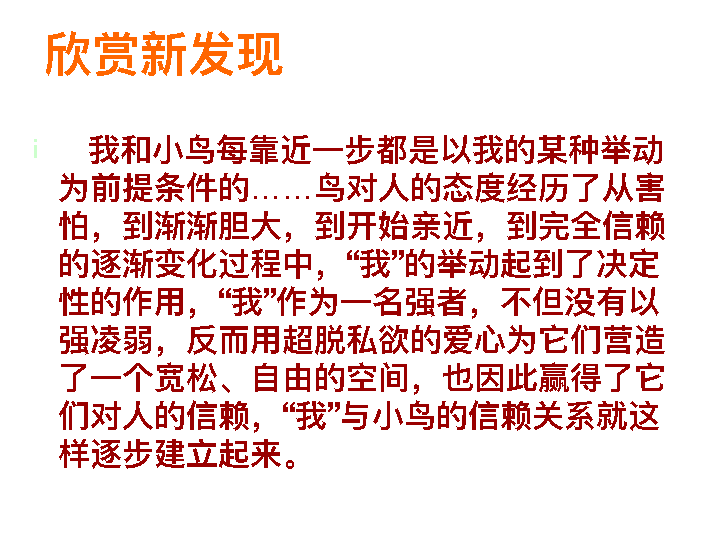 欣赏新发现
i 我和小鸟每靠近一步都是以我的某种举动
为前提条件的……鸟对人的态度经历了从害
怕，到渐渐胆大，到开始亲近，到完全信赖
的逐渐变化过程中，“我”的举动起到了决定
性的作用，“我”作为一名强者，不但没有以
强凌弱，反而用超脱私欲的爱心为它们营造
了一个宽松、自由的空间，也因此赢得了它
们对人的信赖，“我”与小鸟的信赖关系就这
样逐步建立起来。